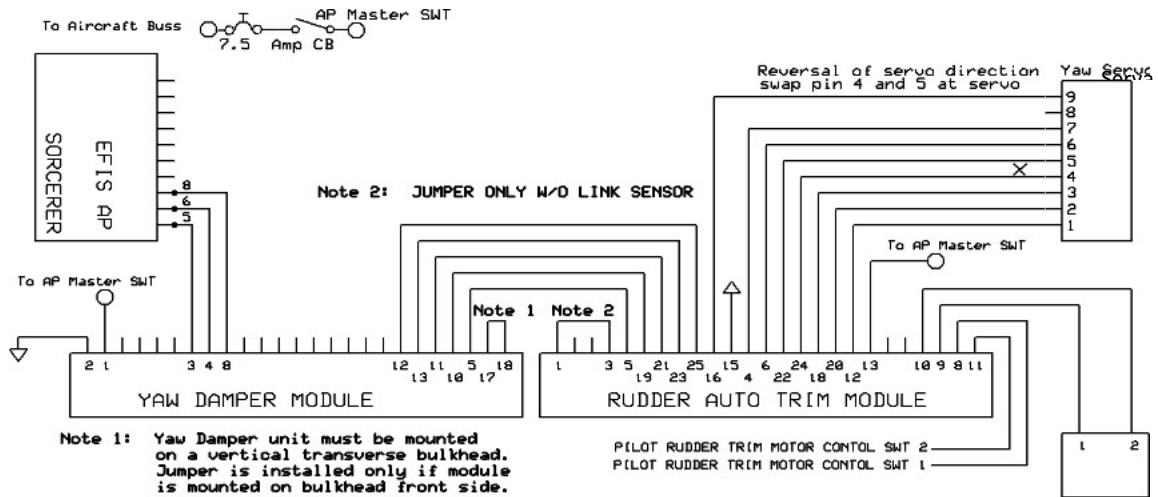 To Aircraft Buss
AP Master SWT
7.5 Amp CB
Reversal of servo direction
swap pin 4 and 5 at servo
Yaw Servo
Servo
9
8
7
6
5
4
3
2
1
EFIS AP
SORCERER
8
6
5
Note 2: JUMPER ONLY W/O LINK SENSOR
To AP Master SWT
To AP Master SWT
Note 1 Note 2
2 1 3 4 8 12 11 5 18
13 10 17
1 3 5 21 25 15 6 24 20 13 10 9 8 11
19 23 16 4 22 18 12
YAW DAMPER MODULE
RUDDER AUTO TRIM MODULE
1 2
Note 1: Yaw Damper unit must be mounted
on a vertical transverse bulkhead.
Jumper is installed only if module
is mounted on bulkhead front side.
PILOT RUDDER TRIM MOTOR CONTOL SWT 2
PILOT RUDDER TRIM MOTOR CONTOL SWT 1